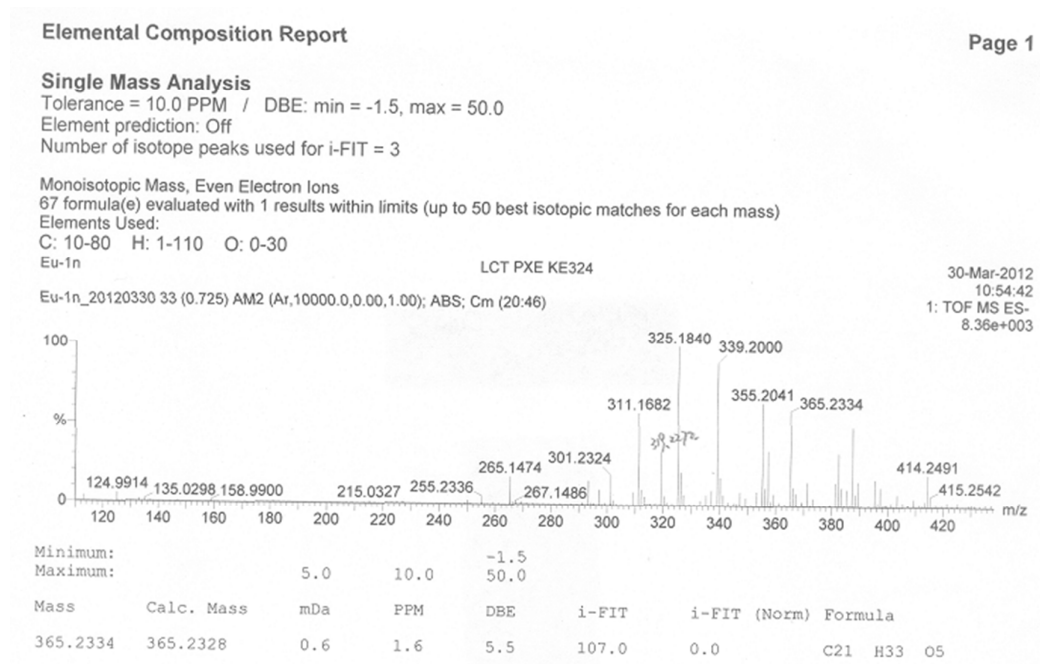 Elemental Composition Report
Page 1
Single Mass Analysis
Tolerance = 10.0 PPM / DBE: min = -1.5, max = 50.0
Element prediction: Off
Number of isotope peaks used for i-FIT = 3
Monoisotopic Mass, Even Electron Ions
67 formula(e) evaluated with 1 results within limits (up to 50 best isotopic matches for each mass)
Elements Used:
C: 10-80 H: 1-110 O: 0-30
Eu-1n
LCT PXE KE324
30-Mar-2012
10:54:42
Eu-1n_20120330 33 (0.725) AM2 (Ar,10000.0,0.00,1.00); ABS; Cm (20:46)
1: TOF MS ES-
8.36e+003
100
%
0
325.1840
339.2000
311.1682
355.2041
365.2334
301.2324
265.1474
414.2491
124.9914
135.0298
158.9900
215.0327
255.2336
267.1486
415.2542
m/z
120 140 160 180 200 220 240 260 280 300 320 340 360 380 400 420
Minimum: -1.5
Maximum: 5.0 10.0 50.0
Mass Calc. Mass mDa PPM DBE i-FIT i-FIT (Norm) Formula
365.2334 365.2328 0.6 1.6 5.5 107.0 0.0 C21 H33 O5